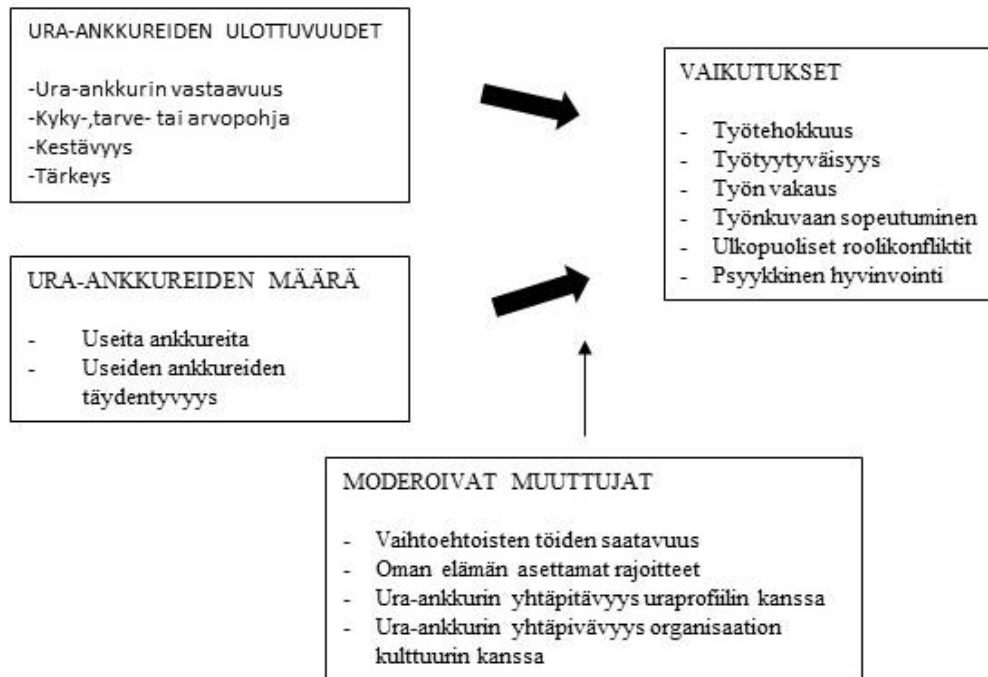 URA-ANKKUREIDEN ULOTTUVUUDET
-Ura-ankkurin vastaavuus
-Kyky-,tarve- tai arvopohja
-Kestävyys
-Tärkeys
URA-ANKKUREIDEN MÄÄRÄ
- Useita ankkureita
- Useiden ankkureiden
täydentyvyys
VAIKUTUKSET
- Työtehokkuus
- Työtyytyväisyys
- Työn vakaus
- Työnkuvaan sopeutuminen
- Ulkopuoliset roolikonfliktit
- Psyykkinen hyvinvointi
MODEROIVAT MUUTTUJAT
- Vaihtoehtoisten töiden saatavuus
- Oman elämän asettamat rajoitteet
- Ura-ankkurin yhtäpitävyys uraprofiilin kanssa
- Ura-ankkurin yhtäpivävyys organisaation
kulttuurin kanssa